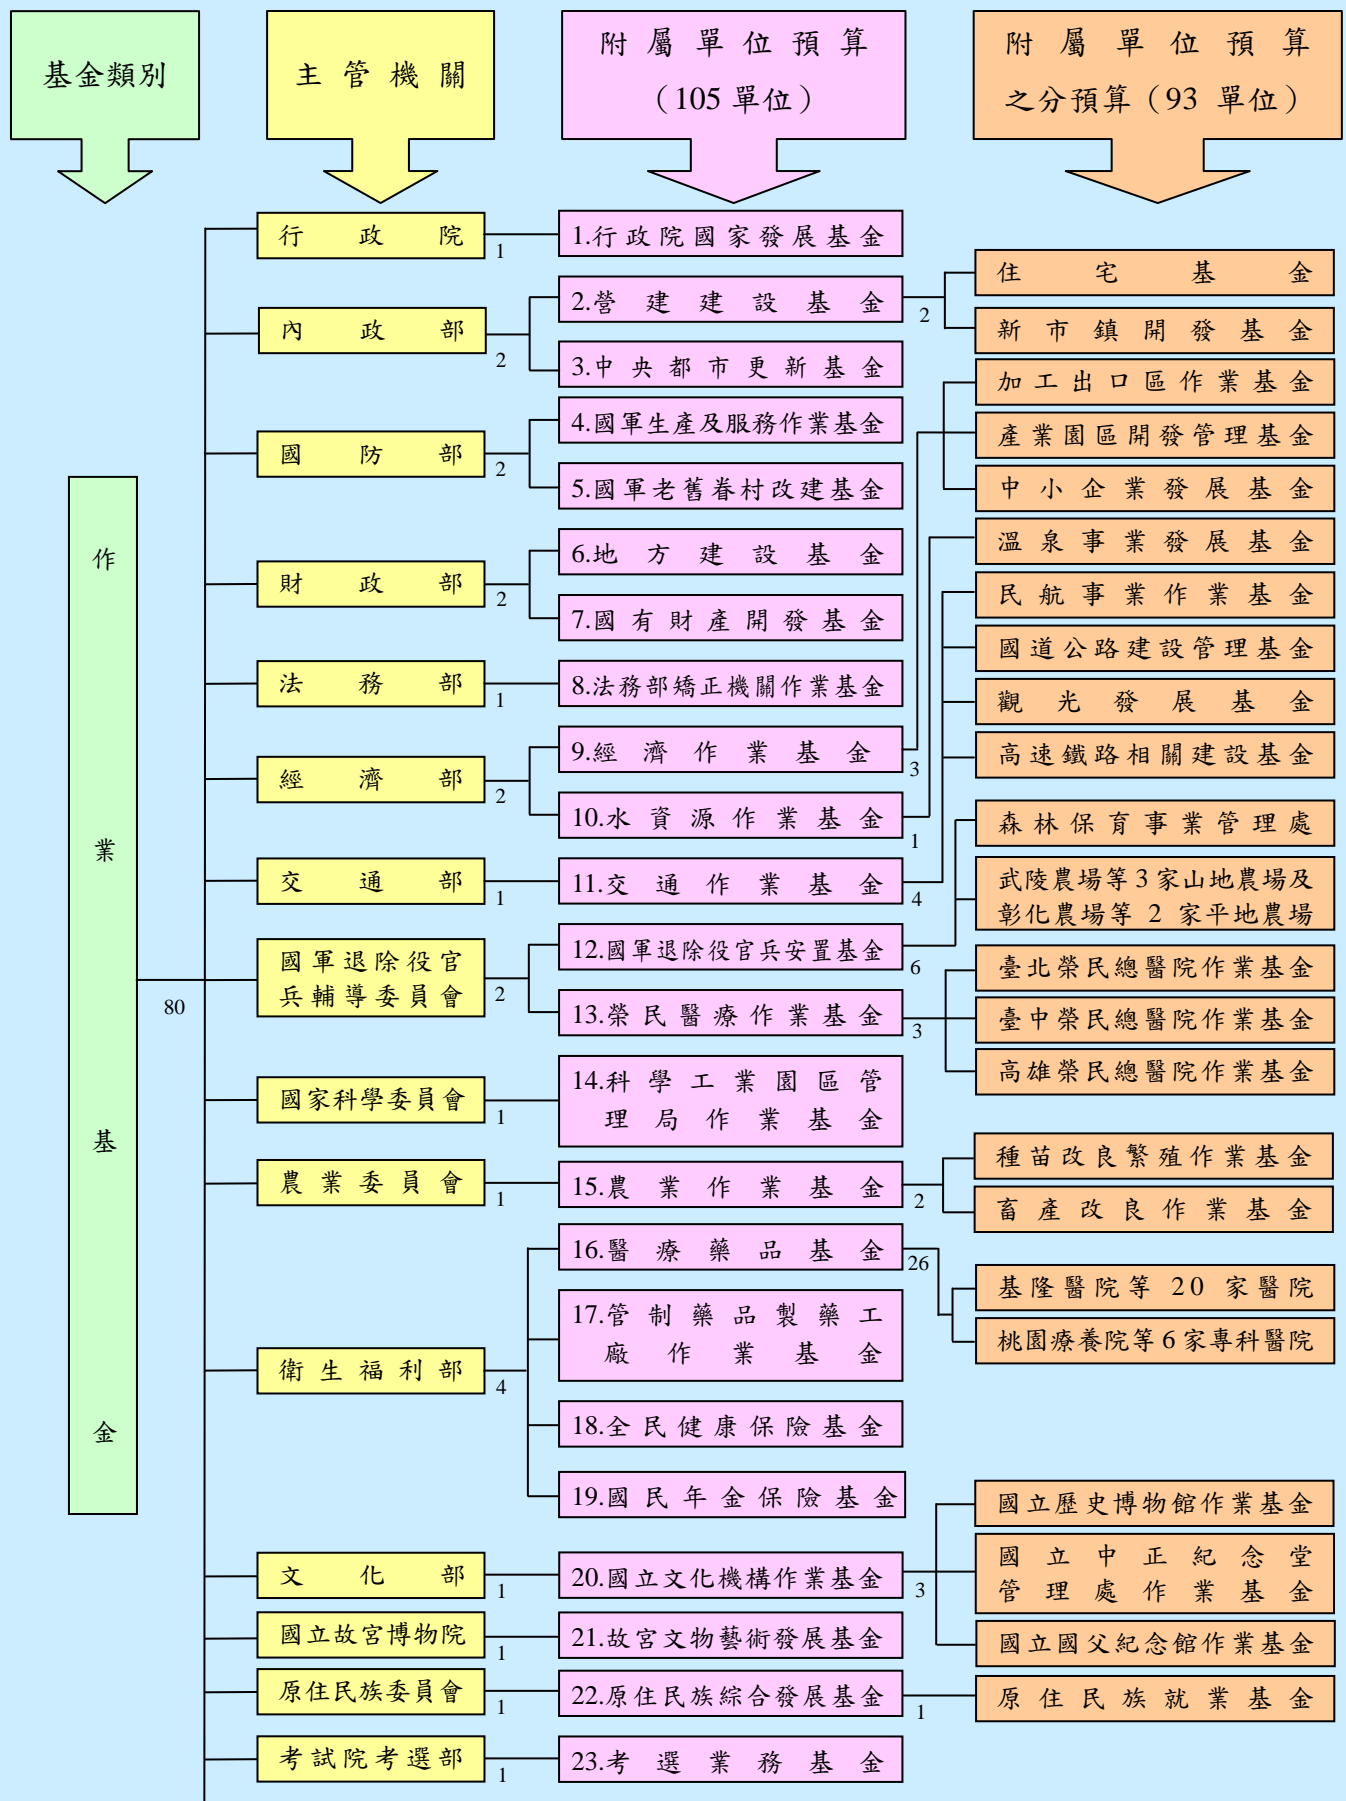 基金類別
主管機關
附屬單位預算
（105 單位）
附屬單位預算
之分預算（93 單位）
作業基金
80
行政院
1
1.行政院國家發展基金
內政部
2
2.營建建設基金
2
住宅基金
新市鎮開發基金
3.中央都市更新基金
國防部
2
4.國軍生產及服務作業基金
5.國軍老舊眷村改建基金
財政部
2
6.地方建設基金
7.國有財產開發基金
法務部
1
8.法務部矯正機關作業基金
經濟部
2
9.經濟作業基金
3
加工出口區作業基金
產業園區開發管理基金
中小企業發展基金
10.水資源作業基金
1
溫泉事業發展基金
交通部
1
11.交通作業基金
4
民航事業作業基金
國道公路建設管理基金
觀光發展基金
高速鐵路相關建設基金
國軍退除役官
兵輔導委員會
2
12.國軍退除役官兵安置基金
6
森林保育事業管理處
武陵農場等 3 家山地農場及
彰化農場等 2 家平地農場
13.榮民醫療作業基金
3
臺北榮民總醫院作業基金
臺中榮民總醫院作業基金
高雄榮民總醫院作業基金
國家科學委員會
1
14.科學工業園區管
理局作業基金
農業委員會
1
15.農業作業基金
2
種苗改良繁殖作業基金
畜產改良作業基金
衛生福利部
4
16.醫療藥品基金
26
基隆醫院等 20 家醫院
桃園療養院等 6 家專科醫院
17.管制藥品製藥工
廠作業基金
18.全民健康保險基金
19.國民年金保險基金
文化部
1
20.國立文化機構作業基金
3
國立歷史博物館作業基金
國立中正紀念堂
管理處作業基金
國立國父紀念館作業基金
國立故宮博物院
1
21.故宮文物藝術發展基金
原住民族委員會
1
22.原住民族綜合發展基金
1
原住民族就業基金
考試院考選部
1
23.考選業務基金